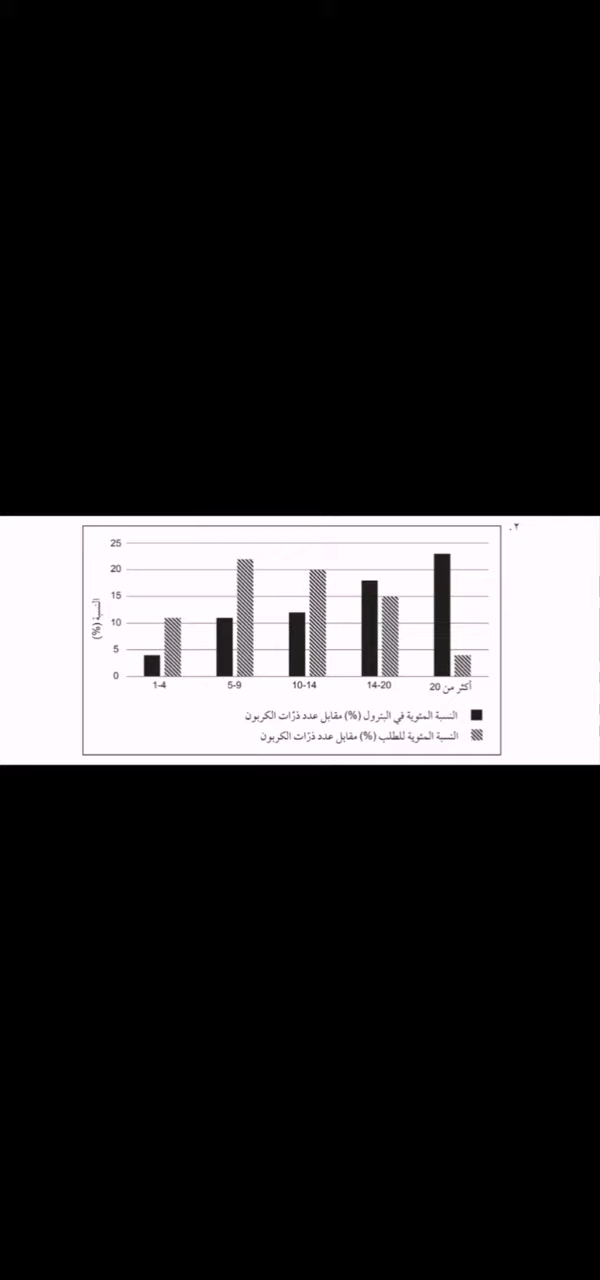 ٢.
النسبة (%)
25
20
15
10
5
0
1-4 5-9 10-14 14-20 أكثر من 20
النسبة المئوية في البترول (%) مقابل عدد ذرّات الكربون
النسبة المئوية للطلب (%) مقابل عدد ذرّات الكربون